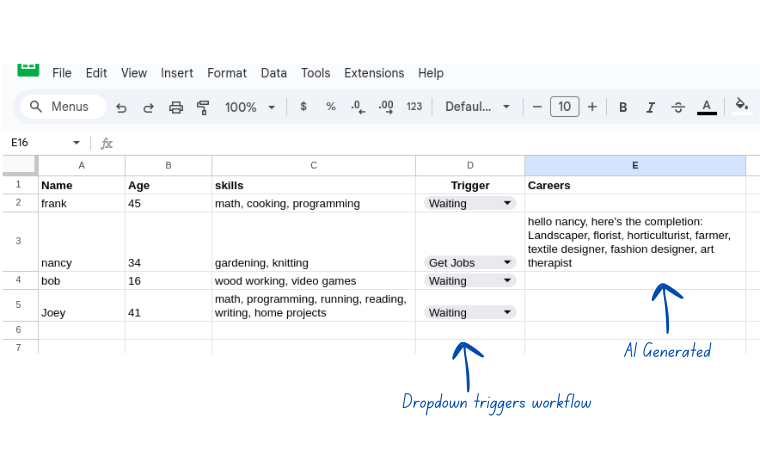 File Edit View Insert Format Data Tools Extensions Help
Menus 100% $ % .0 .00 123 Defaul... − 10 + B I S A
E16 fx
A B C D E
1 Name Age skills Trigger Careers
2 frank 45 math, cooking, programming Waiting
hello nancy, here's the completion:
Landscaper, florist, horticulturist, farmer,
textile designer, fashion designer, art
3 nancy 34 gardening, knitting Get Jobs therapist
4 bob 16 wood working, video games Waiting
math, programming, running, reading,
5 Joey 41 writing, home projects Waiting
6
7
AI Generated
Dropdown triggers workflow